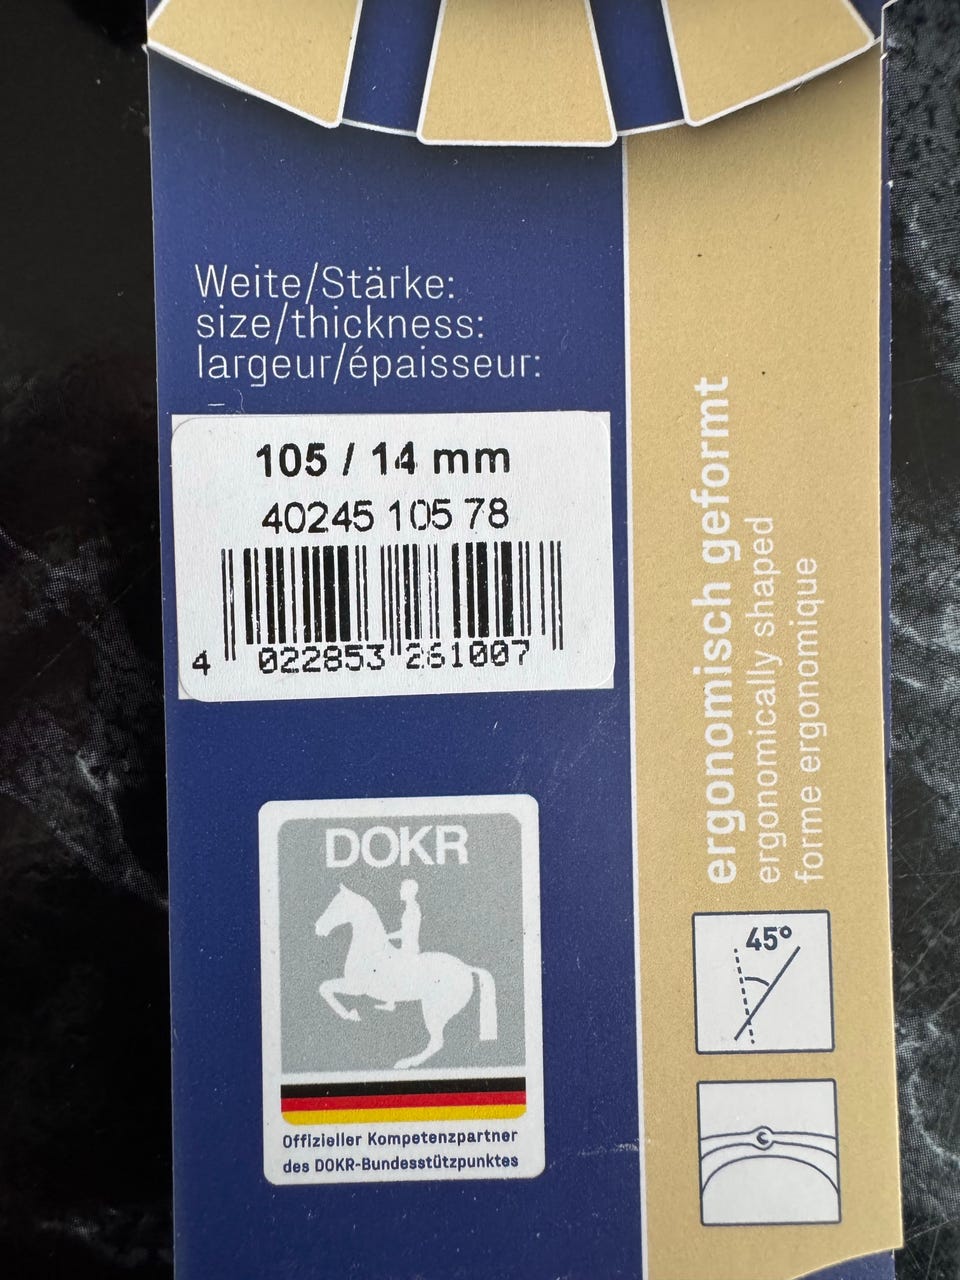 Weite/Stärke:
size/thickness:
largeur/épaisseur:
105 / 14 mm
40245 105 78
4 022853 261007
DOKR
Offizieller Kompetenzpartner
des DOKR-Bundesstützpunktes
ergonomisch geformt
ergonomically shaped
forme ergonomique
45°